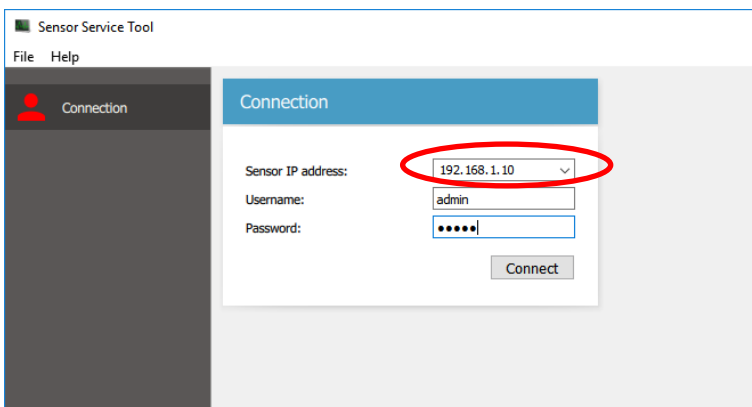 Sensor Service Tool
File Help
Connection
Connection
Sensor IP address: 192.168.1.10
Username: admin
Password: •••••
Connect